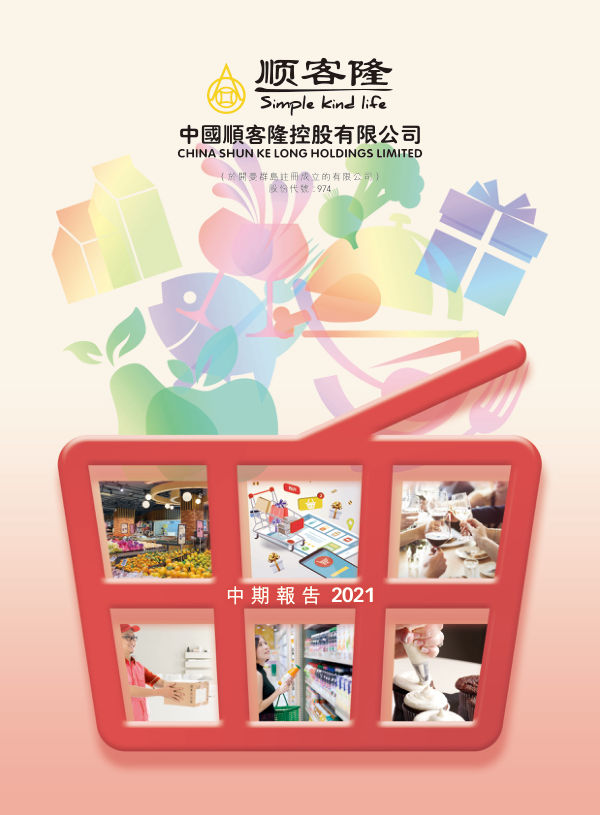 顺客隆
Simple kind life
中國順客隆控股有限公司
CHINA SHUN KE LONG HOLDINGS LIMITED
(於開曼群島註冊成立的有限公司)
股份代號 : 974
中期報告 2021